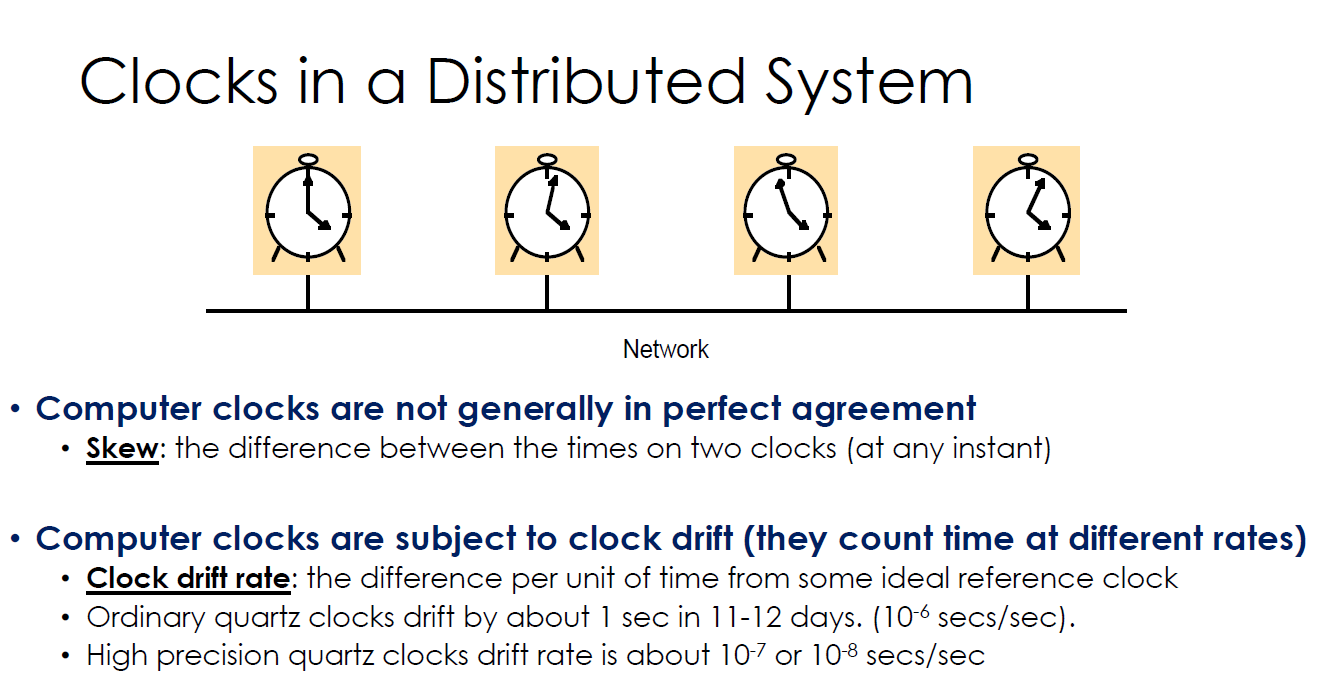 Clocks in a Distributed System
Network
• Computer clocks are not generally in perfect agreement
• Skew: the difference between the times on two clocks (at any instant)
• Computer clocks are subject to clock drift (they count time at different rates)
• Clock drift rate: the difference per unit of time from some ideal reference clock
• Ordinary quartz clocks drift by about 1 sec in 11-12 days. (10⁻⁶ secs/sec).
• High precision quartz clocks drift rate is about 10⁻⁷ or 10⁻⁸ secs/sec